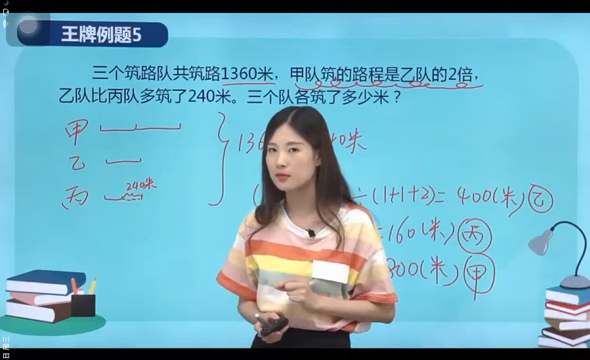 王牌例题5
三个筑路队共筑路1360米，甲队筑的路程是乙队的2倍，
乙队比丙队多筑了240米。三个队各筑了多少米？
甲
乙
丙 240米
136 0米
÷(1+1+2)= 400(米) 乙
=160(米) 丙
800(米) 甲